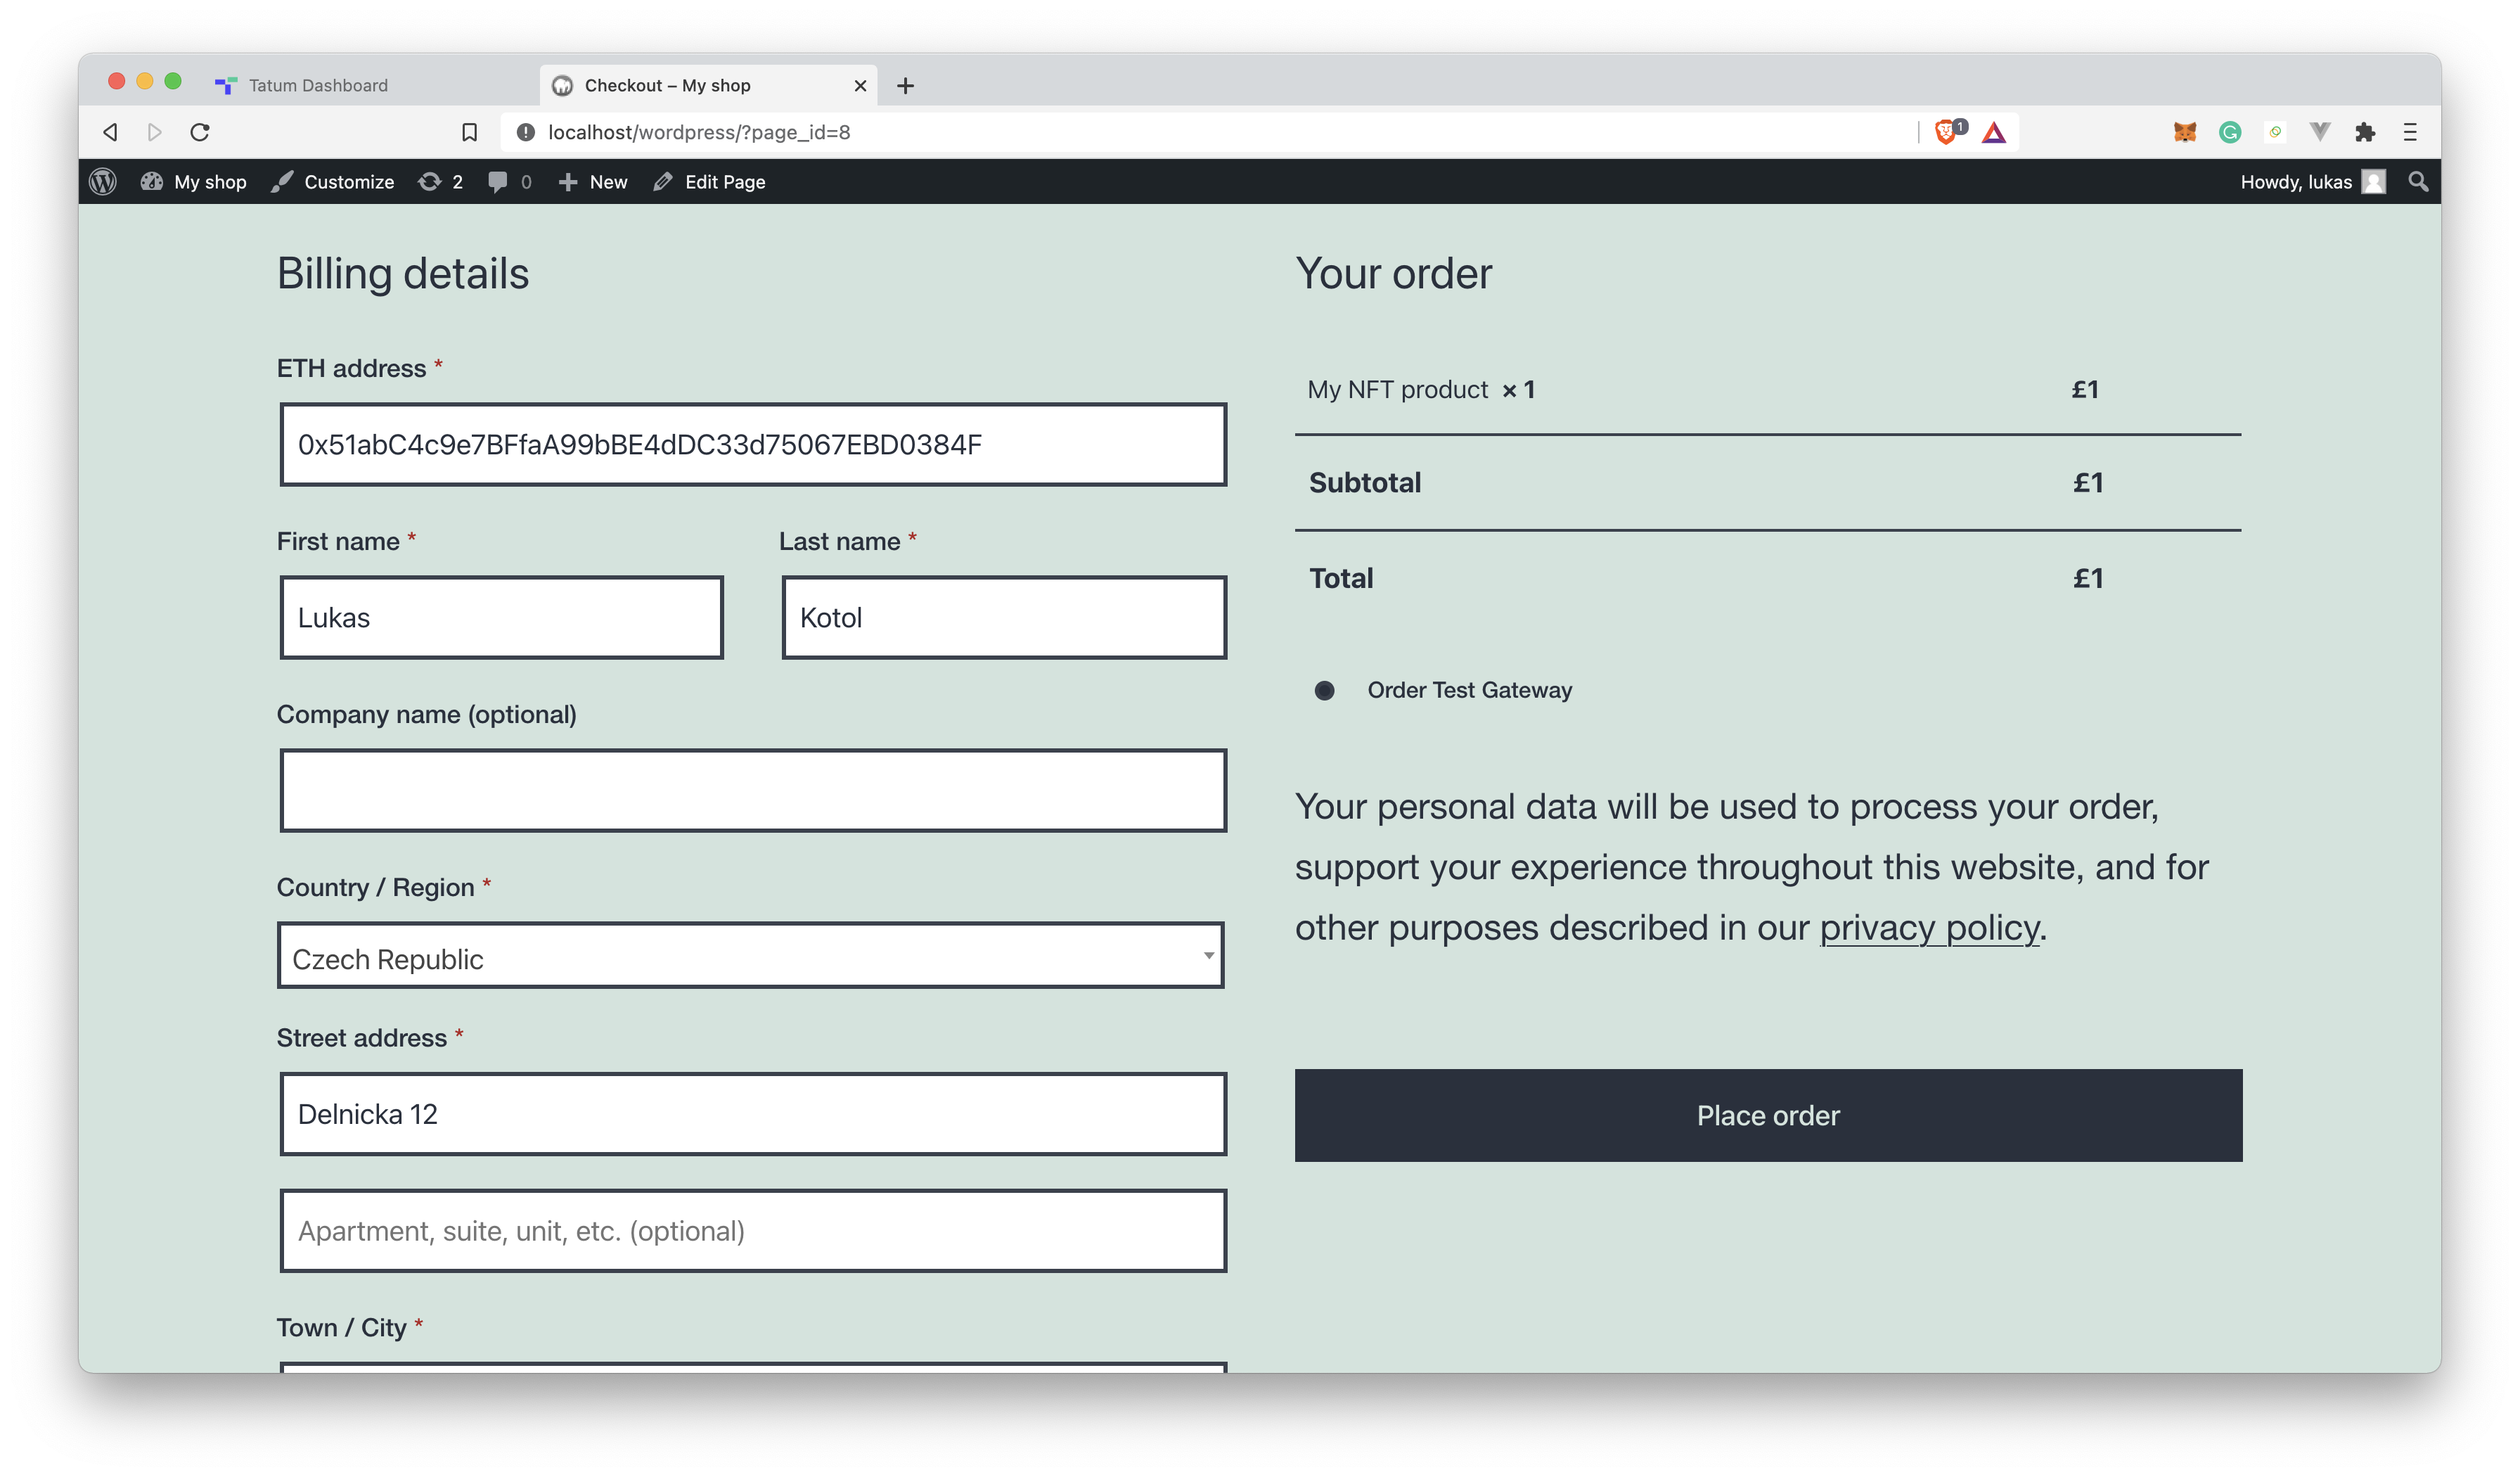 Tatum Dashboard
Checkout – My shop
localhost/wordpress/?page_id=8
1
My shop
Customize
2
0
New
Edit Page
Howdy, lukas
Billing details
ETH address *
0x51abC4c9e7BFfaA99bBE4dDC33d75067EBD0384F
First name *
Last name *
Lukas
Kotol
Company name (optional)
Country / Region *
Czech Republic
Street address *
Delnicka 12
Apartment, suite, unit, etc. (optional)
Town / City *
Your order
My NFT product × 1 £1
Subtotal £1
Total £1
Order Test Gateway
Your personal data will be used to process your order,
support your experience throughout this website, and for
other purposes described in our privacy policy.
Place order